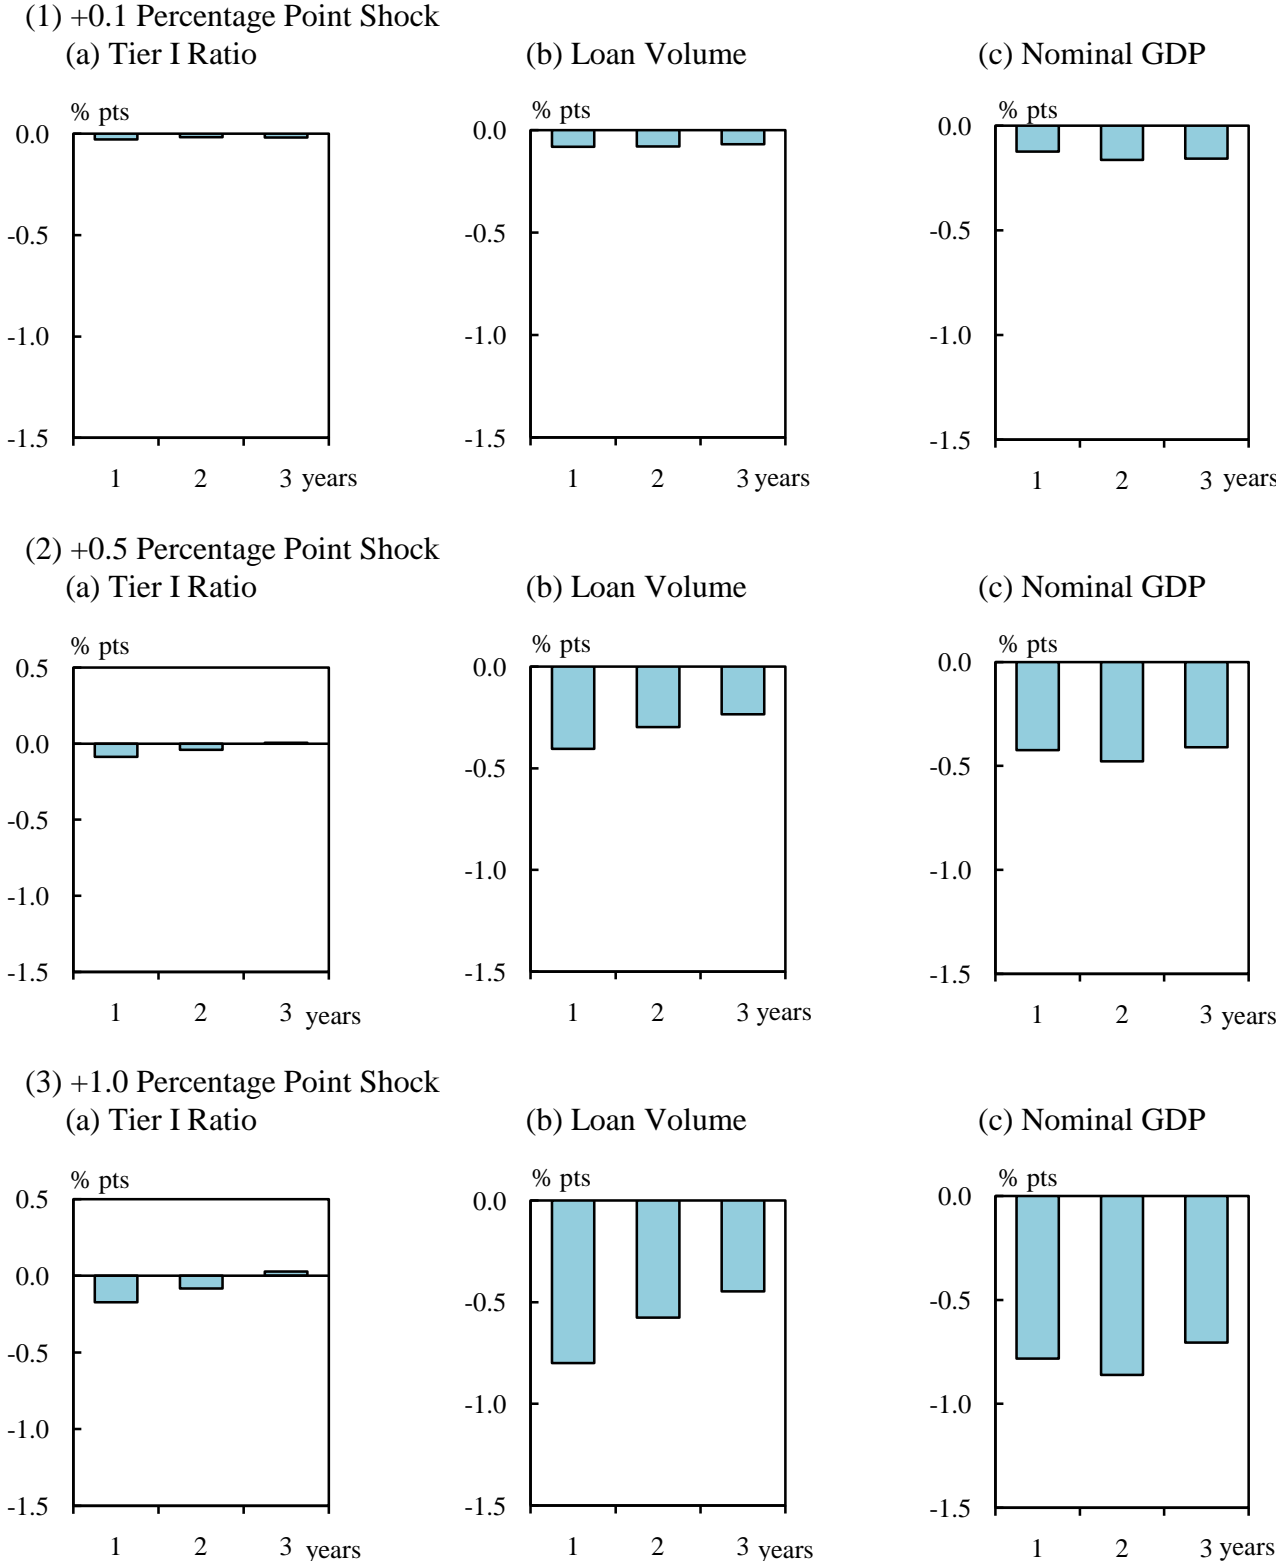 (1) +0.1 Percentage Point Shock
(a) Tier I Ratio
(b) Loan Volume
(c) Nominal GDP
% pts
% pts
% pts
0.0
-0.5
-1.0
-1.5
1 2 3 years
0.0
-0.5
-1.0
-1.5
1 2 3 years
0.0
-0.5
-1.0
-1.5
1 2 3 years
(2) +0.5 Percentage Point Shock
(a) Tier I Ratio
(b) Loan Volume
(c) Nominal GDP
% pts
% pts
% pts
0.5
0.0
-0.5
-1.0
-1.5
1 2 3 years
0.0
-0.5
-1.0
-1.5
1 2 3 years
0.0
-0.5
-1.0
-1.5
1 2 3 years
(3) +1.0 Percentage Point Shock
(a) Tier I Ratio
(b) Loan Volume
(c) Nominal GDP
% pts
% pts
% pts
0.5
0.0
-0.5
-1.0
-1.5
1 2 3 years
0.0
-0.5
-1.0
-1.5
1 2 3 years
0.0
-0.5
-1.0
-1.5
1 2 3 years